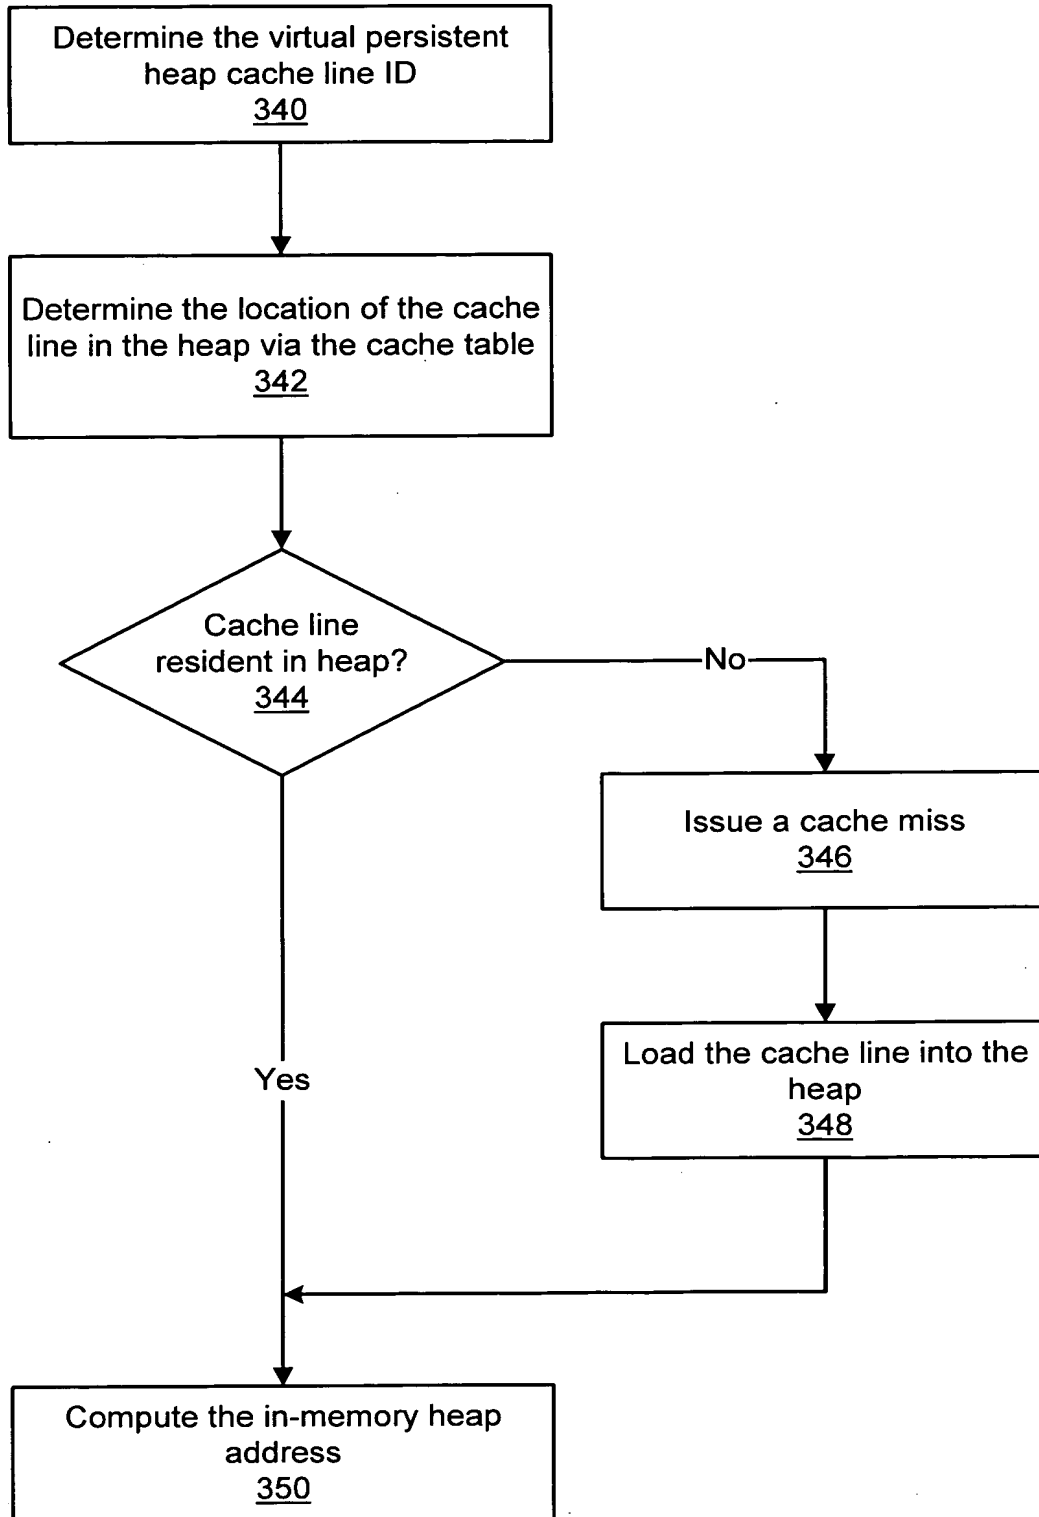 Determine the virtual persistent
heap cache line ID
340
Determine the location of the cache
line in the heap via the cache table
342
Cache line
resident in heap?
344
No
Issue a cache miss
346
Load the cache line into the
heap
348
Yes
Compute the in-memory heap
address
350